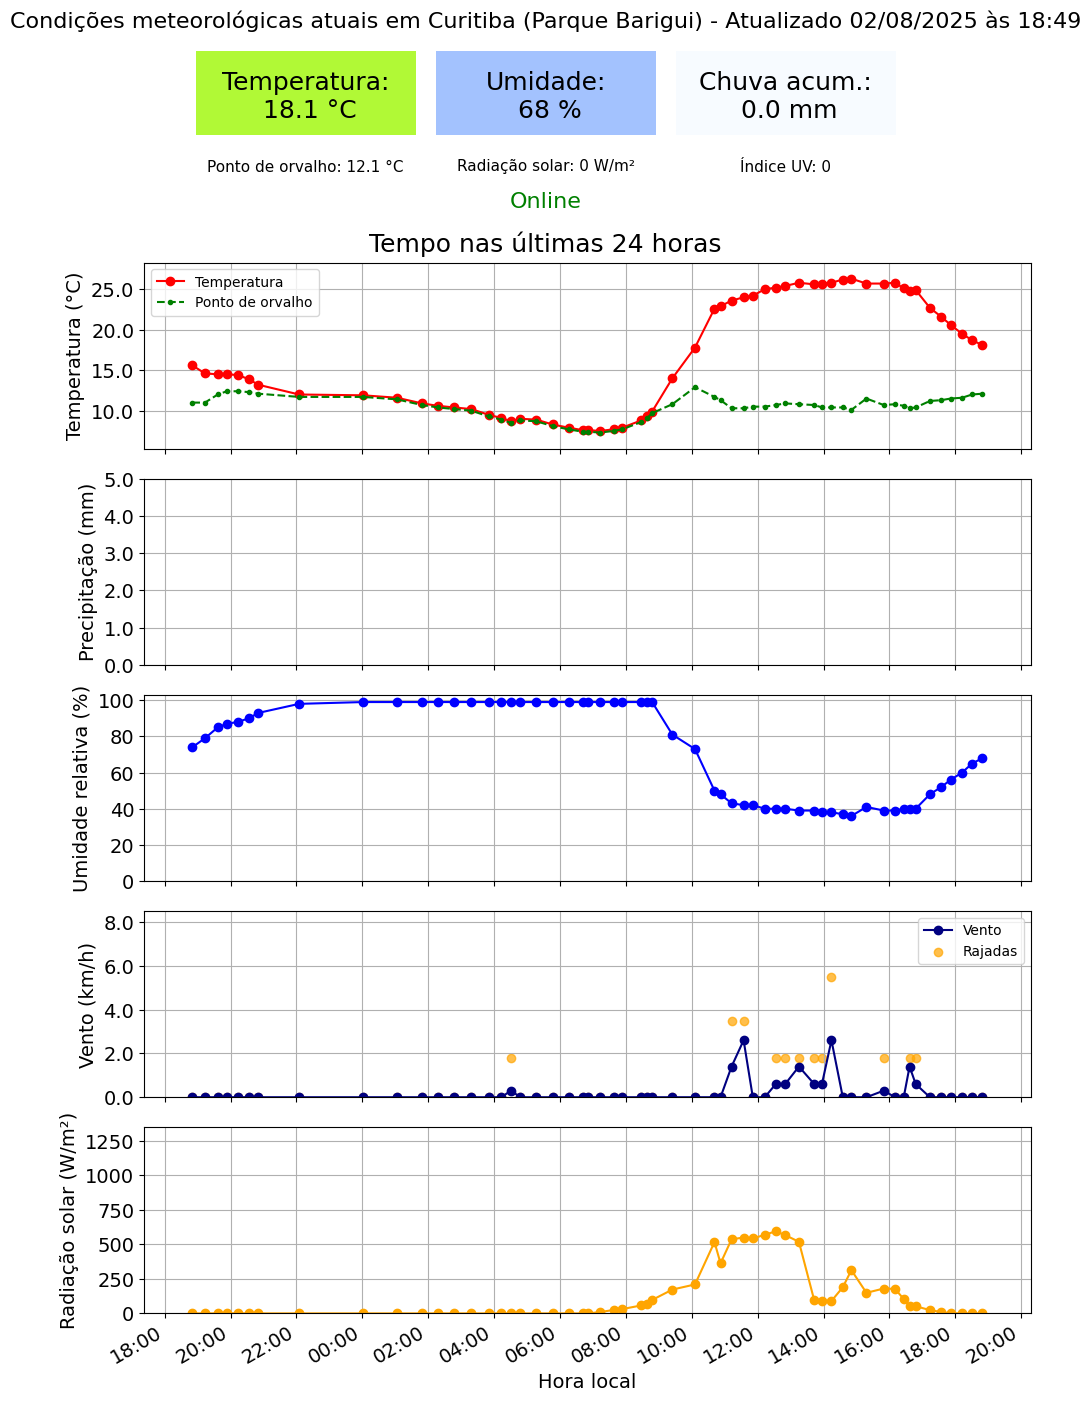 Condições meteorológicas atuais em Curitiba (Parque Barigui) - Atualizado 02/08/2025 às 18:49
Temperatura:
18.1 °C
Umidade:
68 %
Chuva acum.:
0.0 mm
Ponto de orvalho: 12.1 °C
Radiação solar: 0 W/m²
Índice UV: 0
Online
Tempo nas últimas 24 horas
Temperatura (°C)
25.0
20.0
15.0
10.0
Temperatura
Ponto de orvalho
Precipitação (mm)
5.0
4.0
3.0
2.0
1.0
0.0
Umidade relativa (%)
100
80
60
40
20
0
Vento (km/h)
8.0
6.0
4.0
2.0
0.0
Vento
Rajadas
Radiação solar (W/m²)
1250
1000
750
500
250
0
18:00
20:00
22:00
00:00
02:00
04:00
06:00
08:00
10:00
12:00
14:00
16:00
18:00
20:00
Hora local